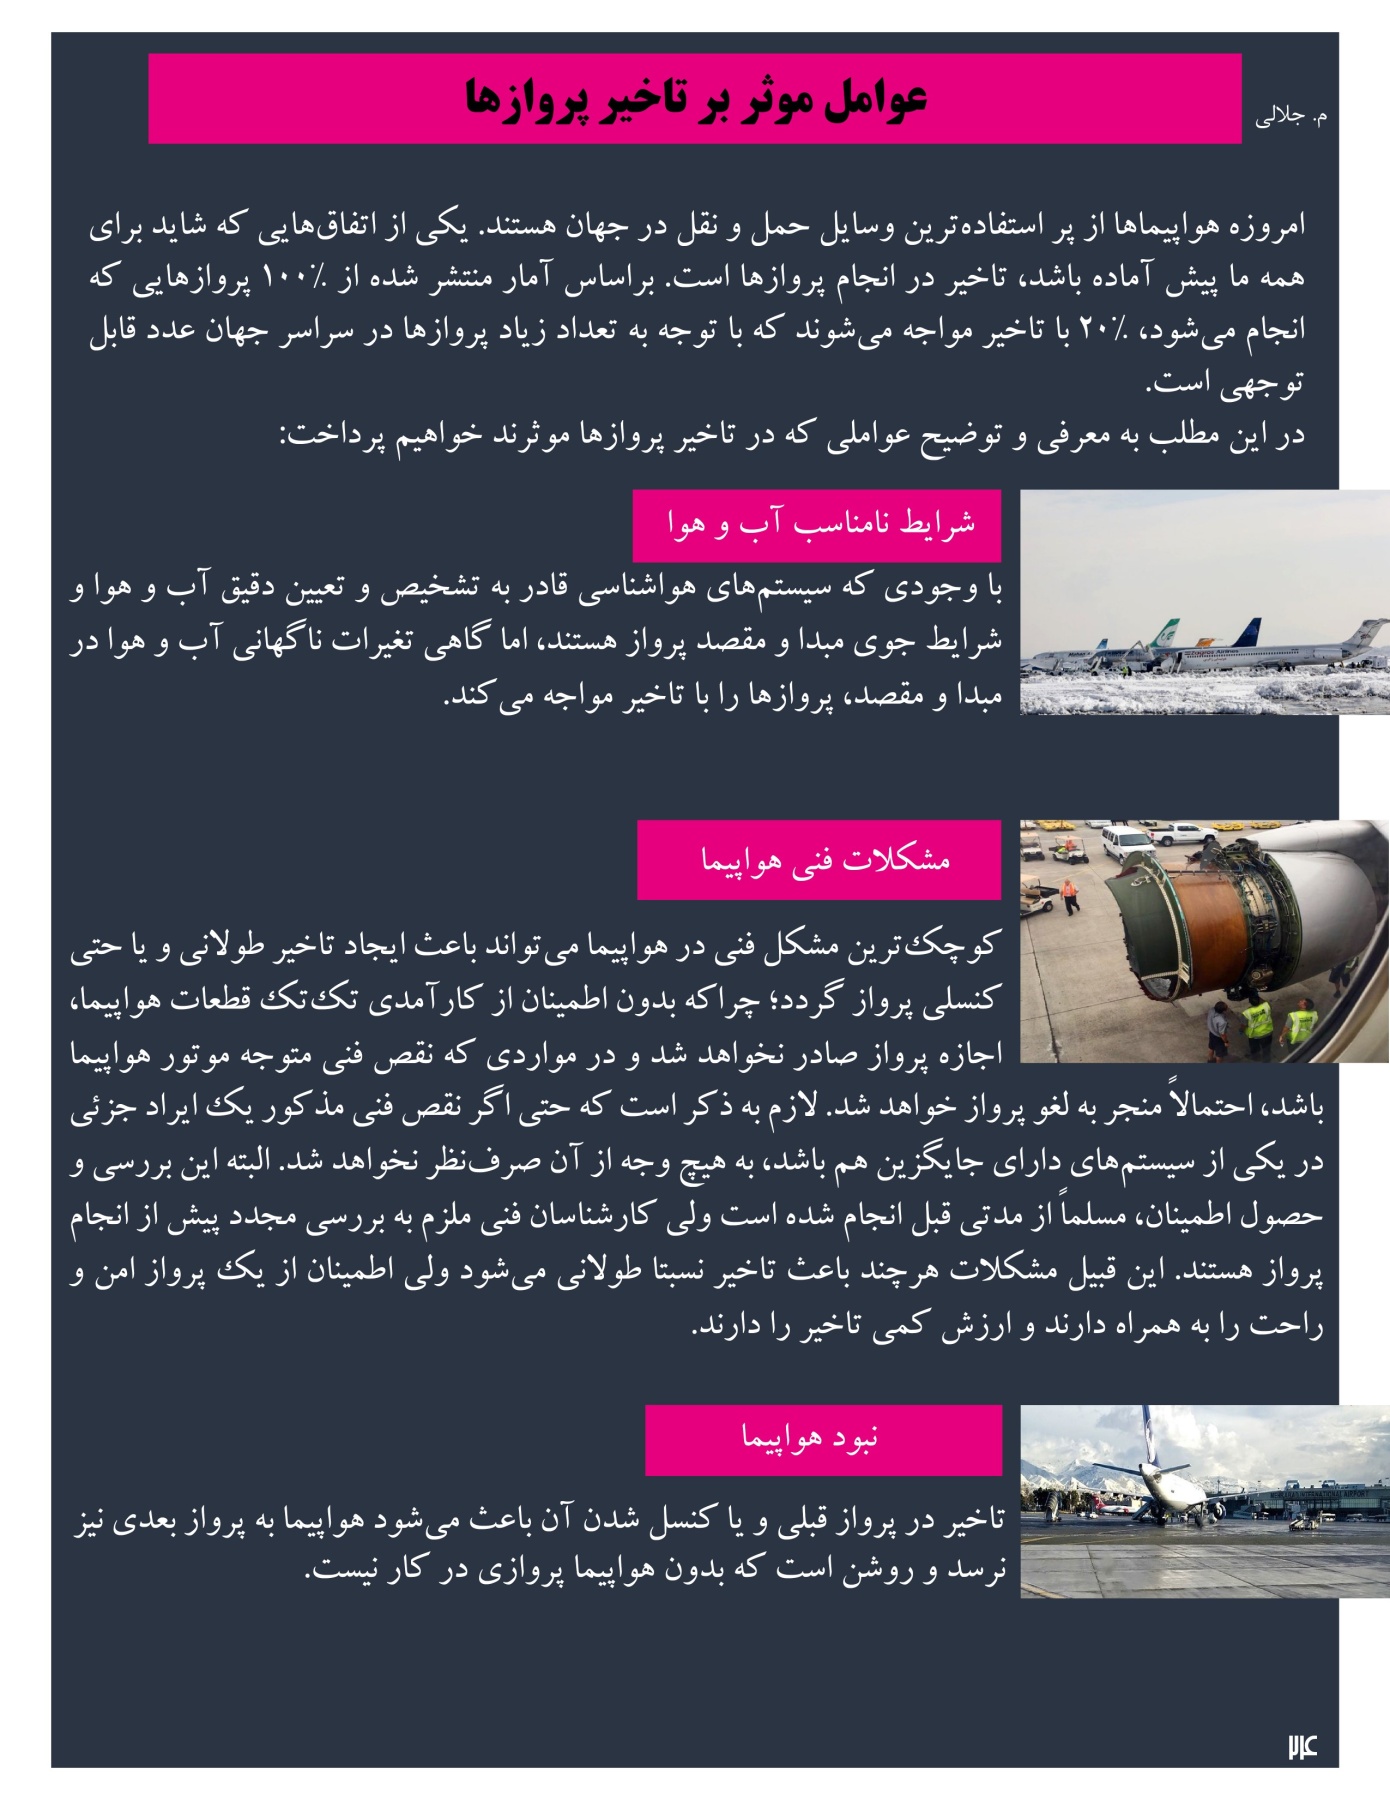 عوامل موثر بر تاخیر پروازها
م. جلالی
امروزه هواپیماها از پر استفاده‌ترین وسایل حمل و نقل در جهان هستند. یکی از اتفاق‌هایی که شاید برای
همه ما پیش آماده باشد، تاخیر در انجام پروازها است. براساس آمار منتشر شده از ۱۰۰٪ پروازهایی که
انجام می‌شود، ۲۰٪ با تاخیر مواجه می‌شوند که با توجه به تعداد زیاد پروازها در سراسر جهان عدد قابل
توجهی است.
در این مطلب به معرفی و توضیح عواملی که در تاخیر پروازها موثرند خواهیم پرداخت:
شرایط نامناسب آب و هوا
با وجودی که سیستم‌های هواشناسی قادر به تشخیص و تعیین دقیق آب و هوا و
شرایط جوی مبدا و مقصد پرواز هستند، اما گاهی تغیرات ناگهانی آب و هوا در
مبدا و مقصد، پروازها را با تاخیر مواجه می‌کند.
مشکلات فنی هواپیما
کوچک‌ترین مشکل فنی در هواپیما می‌تواند باعث ایجاد تاخیر طولانی و یا حتی
کنسلی پرواز گردد؛ چراکه بدون اطمینان از کارآمدی تک‌تک قطعات هواپیما،
اجازه پرواز صادر نخواهد شد و در مواردی که نقص فنی متوجه موتور هواپیما
باشد، احتمالاً منجر به لغو پرواز خواهد شد. لازم به ذکر است که حتی اگر نقص فنی مذکور یک ایراد جزئی
در یکی از سیستم‌های دارای جایگزین هم باشد، به هیچ وجه از آن صرف‌نظر نخواهد شد. البته این بررسی و
حصول اطمینان، مسلماً از مدتی قبل انجام شده است ولی کارشناسان فنی ملزم به بررسی مجدد پیش از انجام
پرواز هستند. این قبیل مشکلات هرچند باعث تاخیر نسبتا طولانی می‌شود ولی اطمینان از یک پرواز امن و
راحت را به همراه دارند و ارزش کمی تاخیر را دارند.
نبود هواپیما
تاخیر در پرواز قبلی و یا کنسل شدن آن باعث می‌شود هواپیما به پرواز بعدی نیز
نرسد و روشن است که بدون هواپیما پروازی در کار نیست.